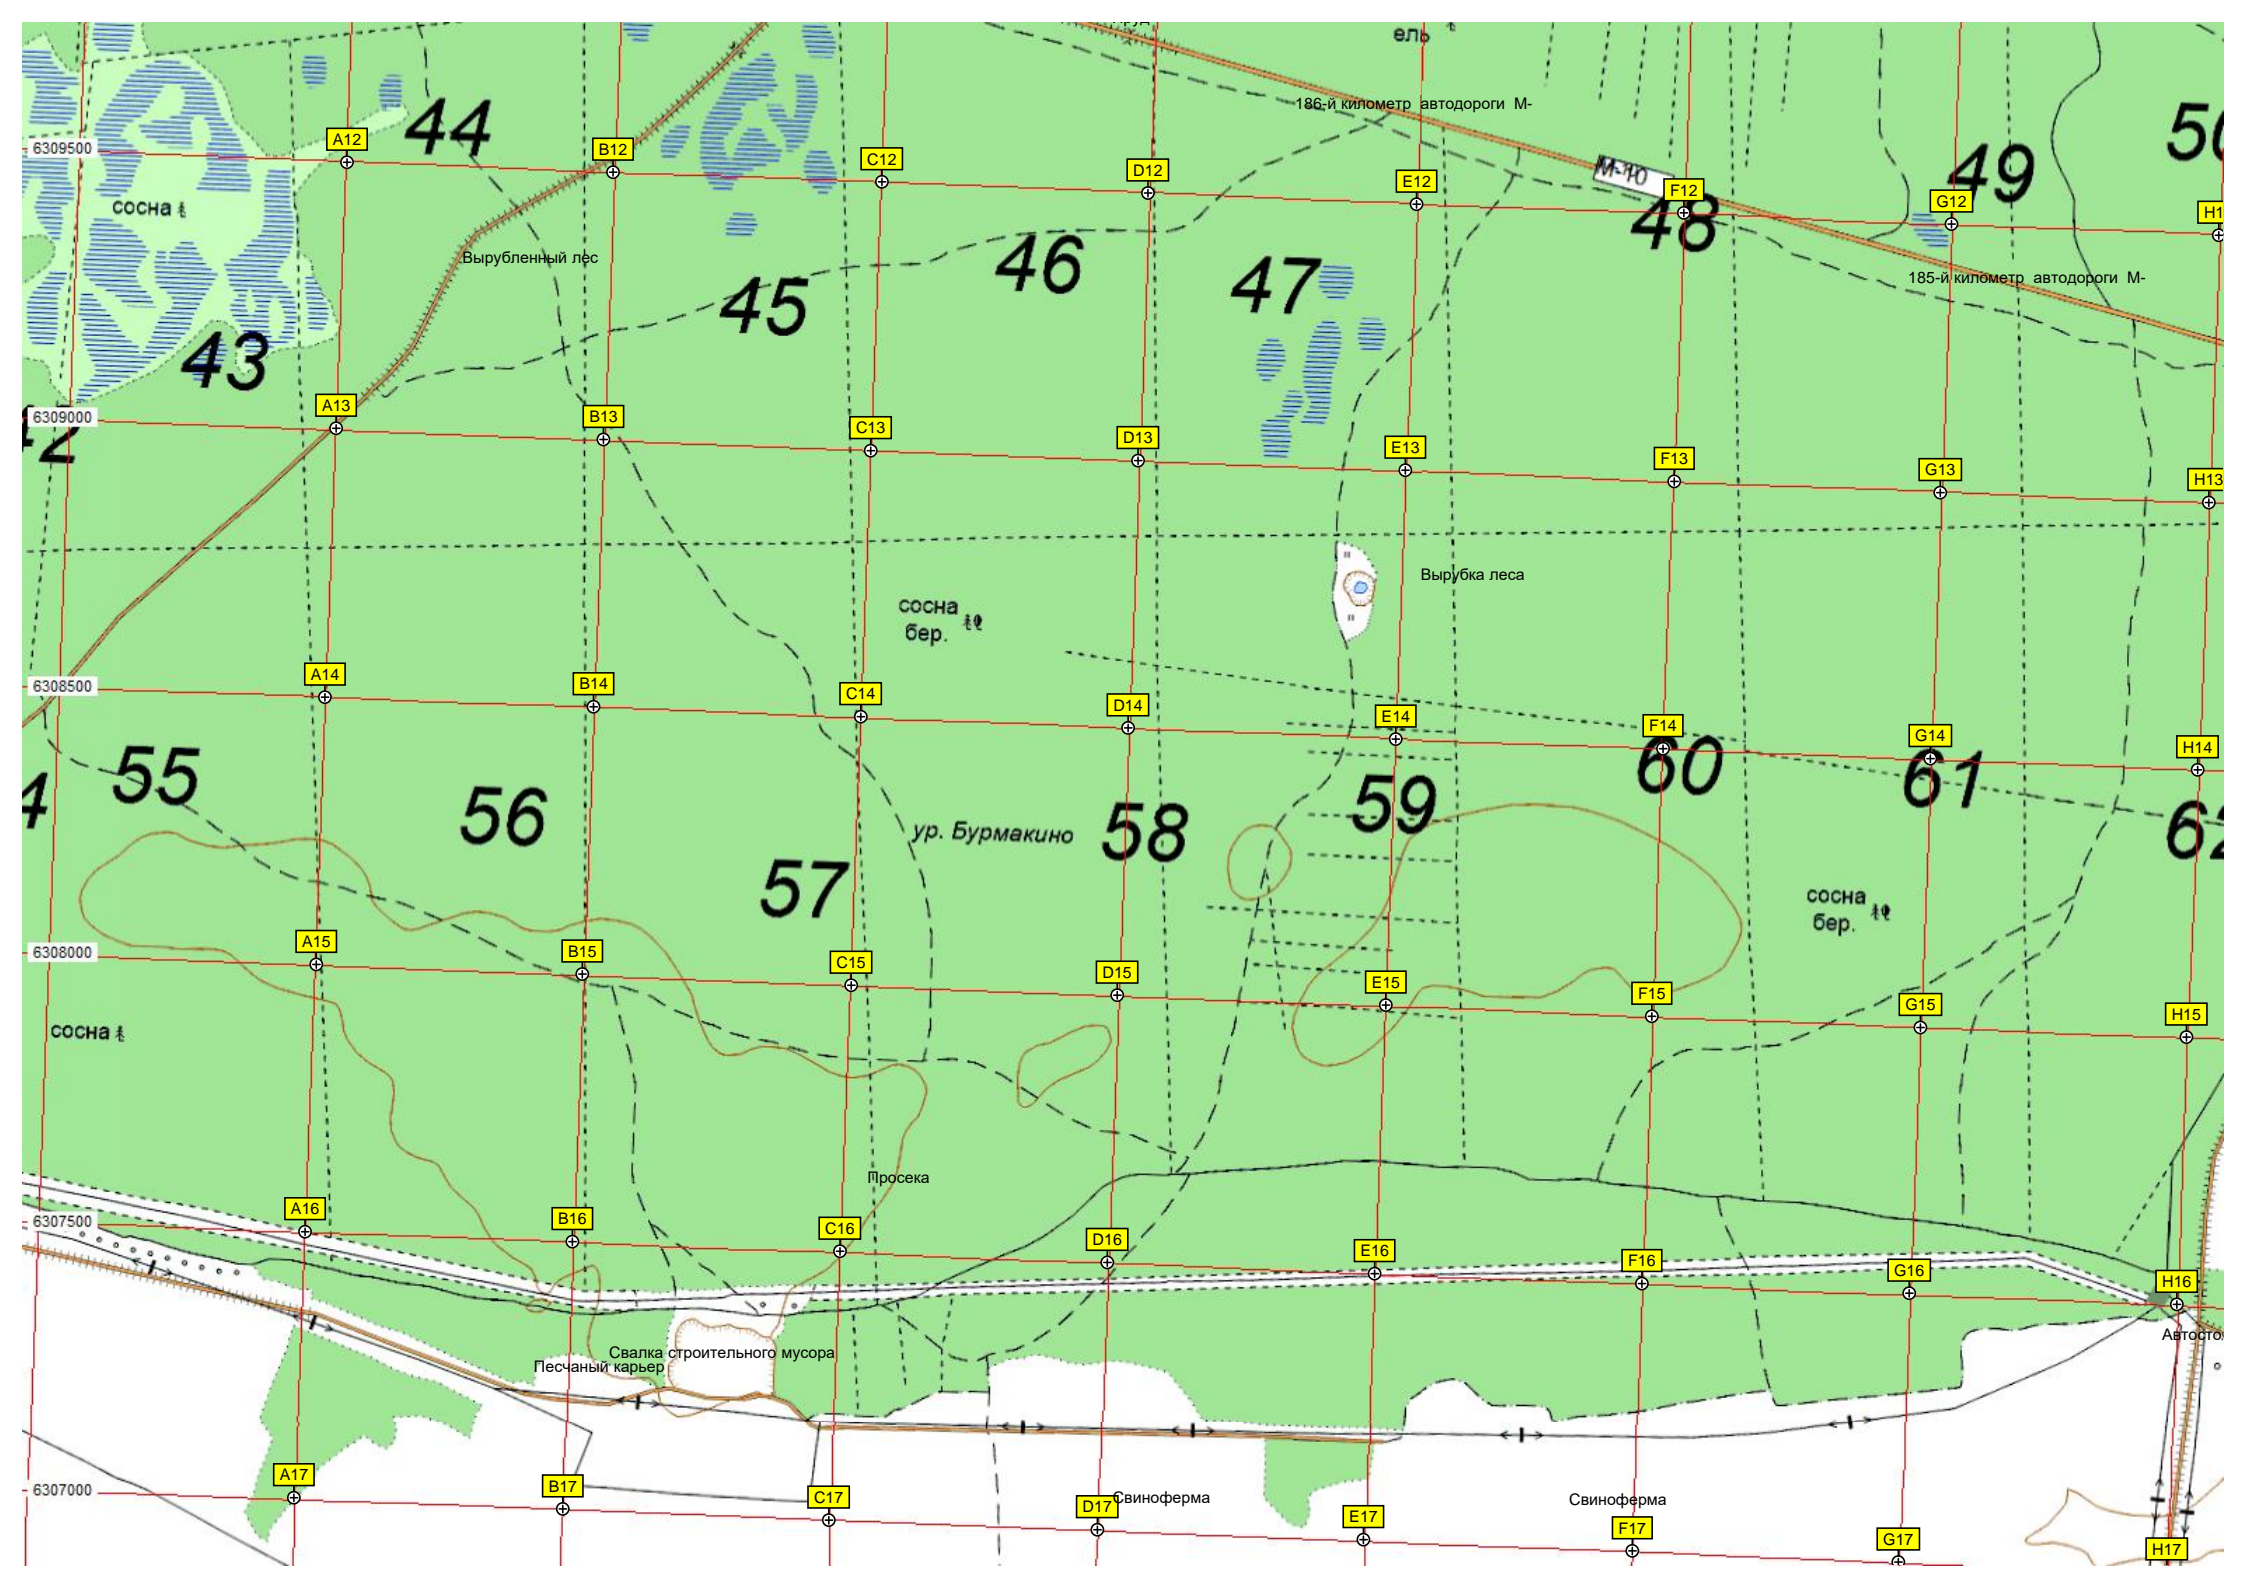 ель
186-й километр автодороги М-
44
A12
B12
C12
D12
E12
М-10
F12
G12
49
6309500
сосна
48
Вырубленный лес
45
46
47
185-й километр автодороги М-
43
6309000
A13
B13
C13
D13
E13
F13
G13
H13
Вырубка леса
сосна
бер.
6308500
A14
B14
C14
D14
E14
F14
G14
H14
55
56
57
ур. Бурмакино
58
59
60
61
сосна
бер.
6308000
A15
B15
C15
D15
E15
F15
G15
H15
сосна
Просека
6307500
A16
B16
C16
D16
E16
F16
G16
H16
Свалка строительного мусора
Песчаный карьер
6307000
A17
B17
C17
D17
Свиноферма
E17
Свиноферма
F17
G17
H17